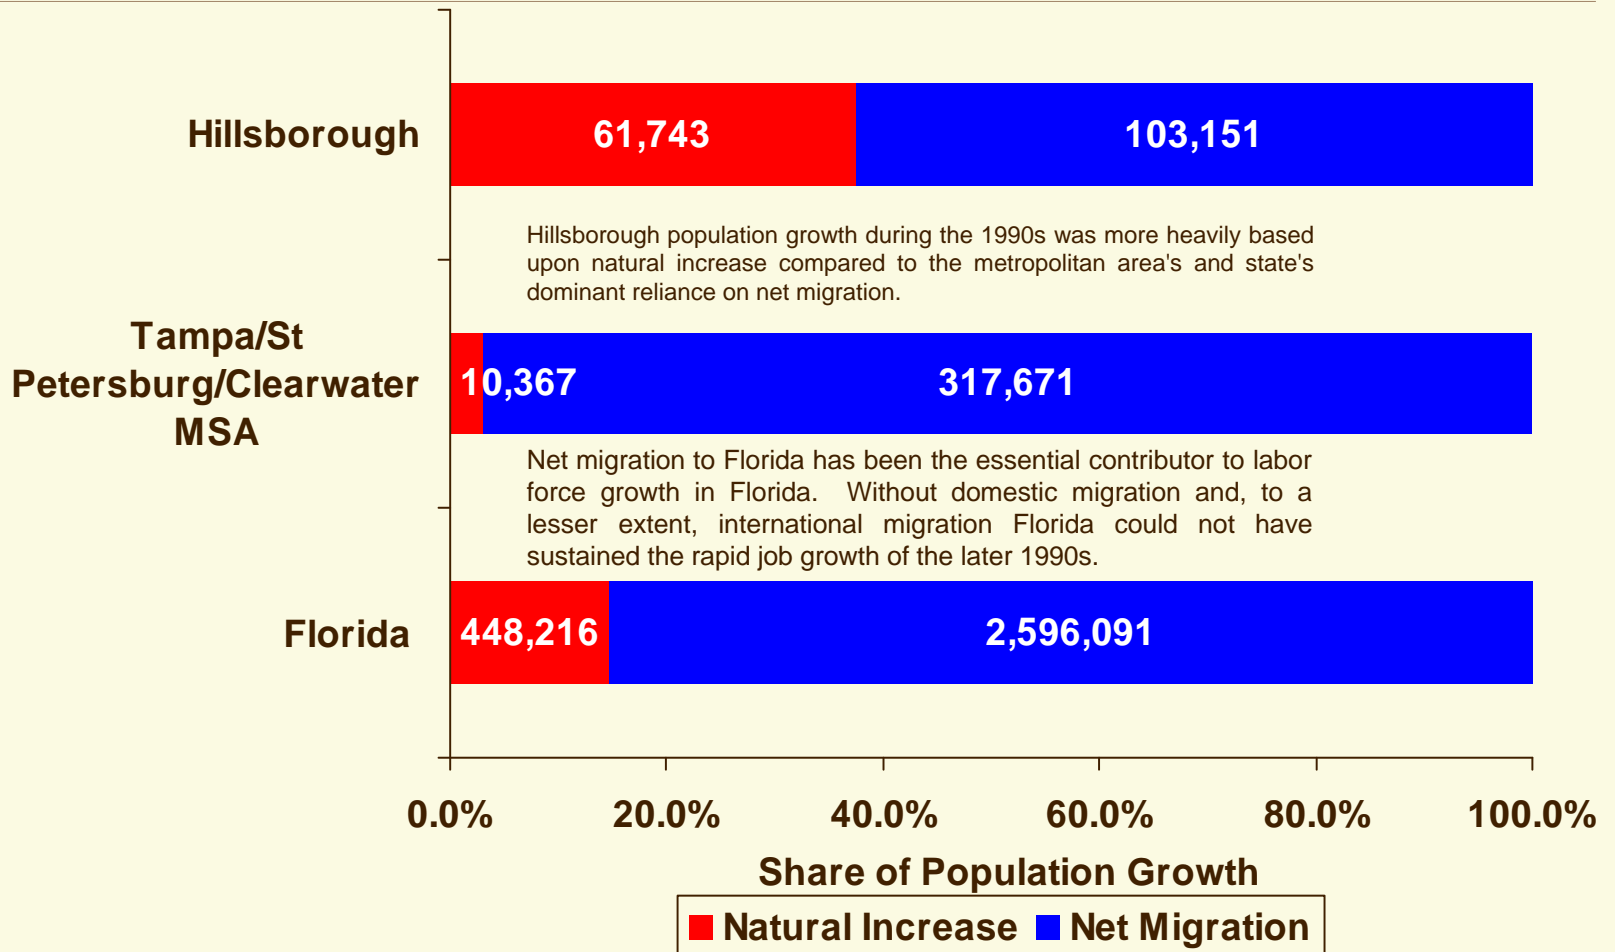 Hillsborough
61,743
103,151
Hillsborough population growth during the 1990s was more heavily based
upon natural increase compared to the metropolitan area's and state's
dominant reliance on net migration.
Tampa/St
Petersburg/Clearwater
MSA
10,367
317,671
Net migration to Florida has been the essential contributor to labor
force growth in Florida. Without domestic migration and, to a
lesser extent, international migration Florida could not have
sustained the rapid job growth of the later 1990s.
Florida
448,216
2,596,091
0.0% 20.0% 40.0% 60.0% 80.0% 100.0%
Share of Population Growth
Natural Increase Net Migration